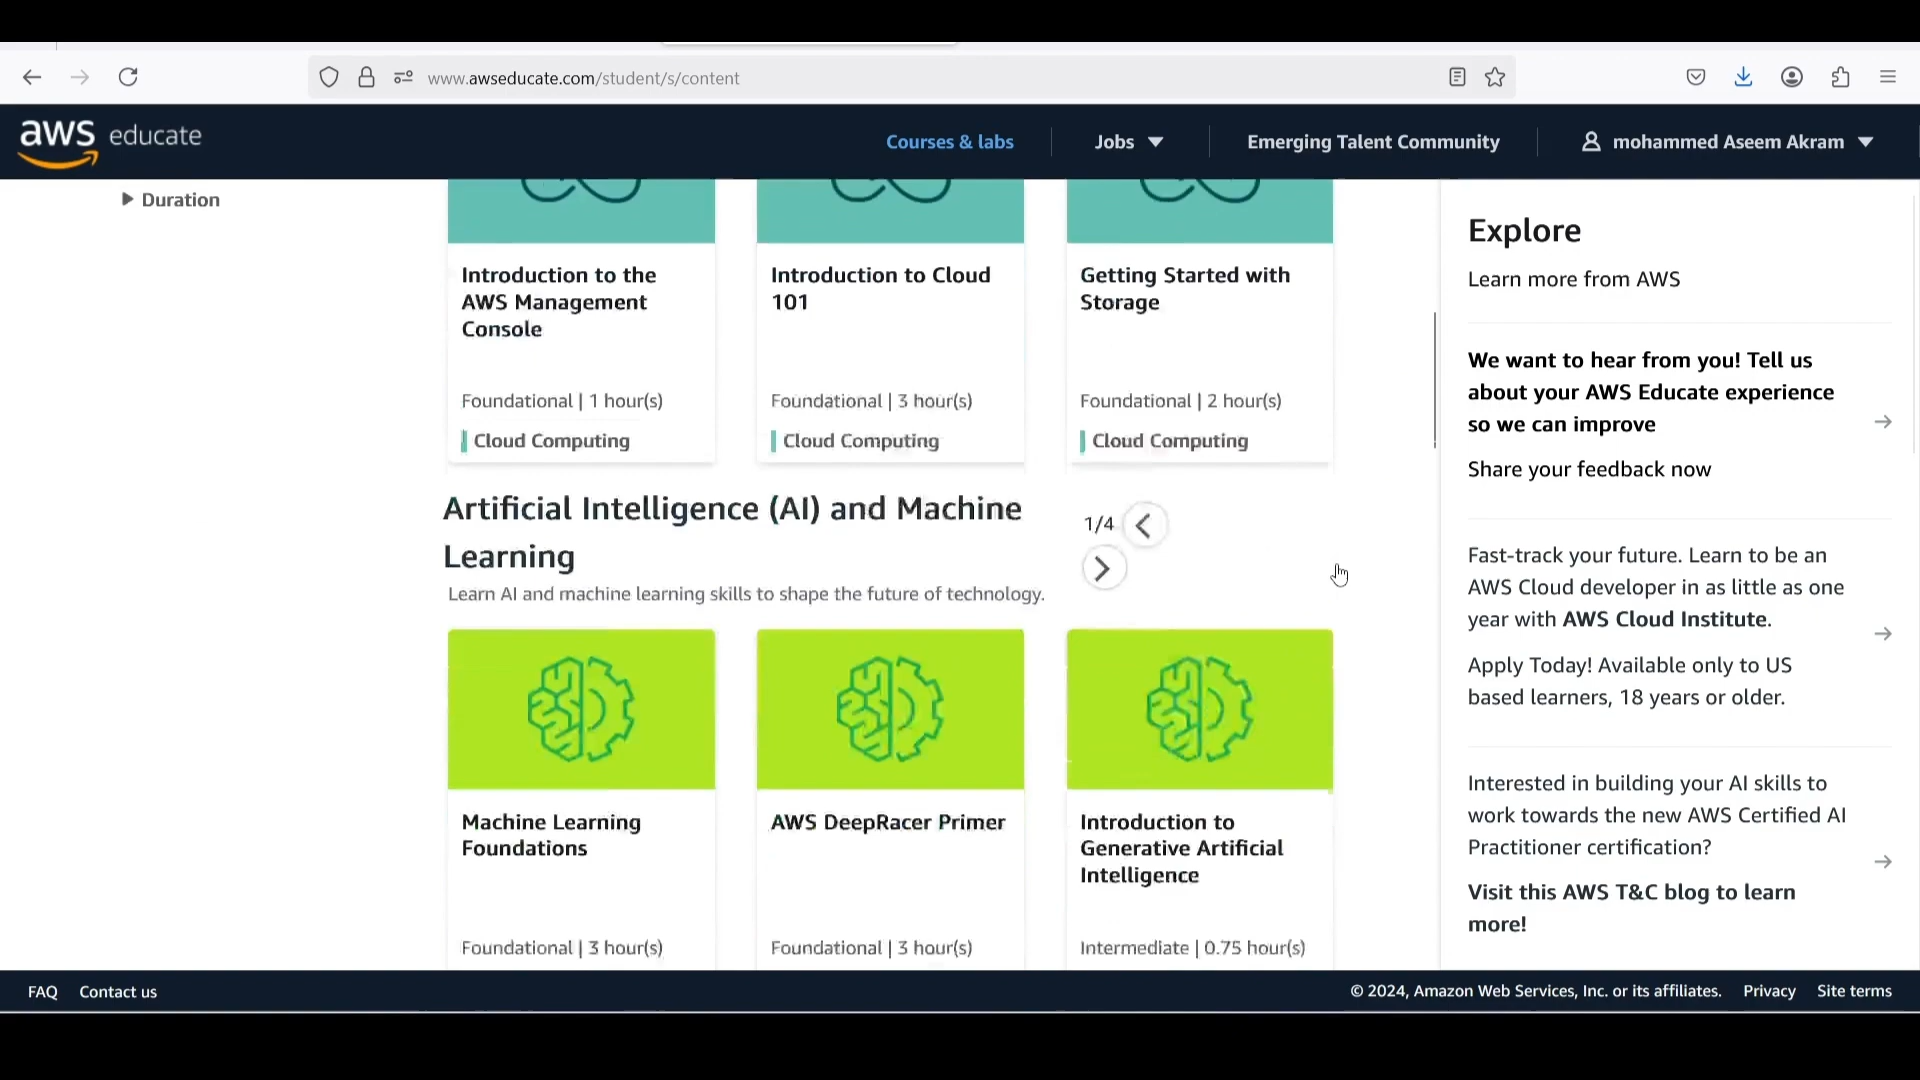 www.awseducate.com/student/s/content
aws educate
Courses & labs
Jobs
Emerging Talent Community
mohammed Aseem Akram
Duration
Introduction to the
AWS Management
Console
Foundational | 1 hour(s)
Cloud Computing
Introduction to Cloud
101
Foundational | 3 hour(s)
Cloud Computing
Getting Started with
Storage
Foundational | 2 hour(s)
Cloud Computing
Artificial Intelligence (AI) and Machine
Learning
1/4
Learn AI and machine learning skills to shape the future of technology.
Machine Learning
Foundations
Foundational | 3 hour(s)
AWS DeepRacer Primer
Foundational | 3 hour(s)
Introduction to
Generative Artificial
Intelligence
Intermediate | 0.75 hour(s)
Explore
Learn more from AWS
We want to hear from you! Tell us
about your AWS Educate experience
so we can improve
Share your feedback now
Fast-track your future. Learn to be an
AWS Cloud developer in as little as one
year with AWS Cloud Institute.
Apply Today! Available only to US
based learners, 18 years or older.
Interested in building your AI skills to
work towards the new AWS Certified AI
Practitioner certification?
Visit this AWS T&C blog to learn
more!
FAQ
Contact us
© 2024, Amazon Web Services, Inc. or its affiliates.
Privacy
Site terms